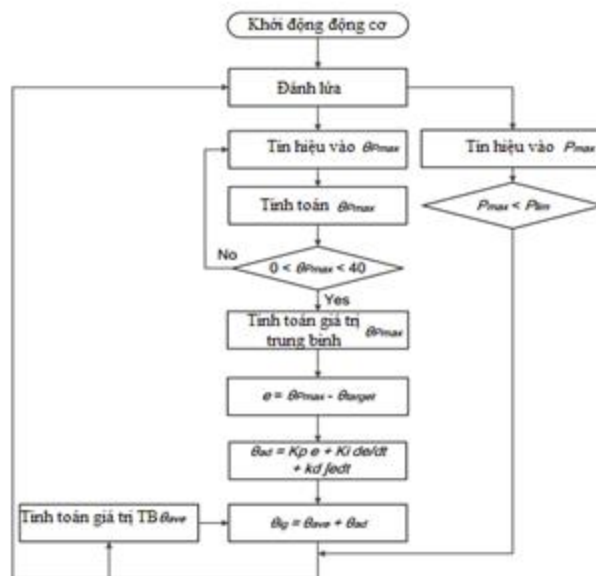 Khởi động động cơ
Đánh lửa
Tín hiệu vào θPmax
Tín hiệu vào Pmax
Tính toán θPmax
Pmax < Plim
No
0 < θPmax < 40
Yes
Tính toán giá trị
trung bình θPmax
e = θPmax - θtarget
θad = Kp e + Ki de/dt
+ kd ∫edt
Tính toán giá trị TB θave
θig = θave + θad